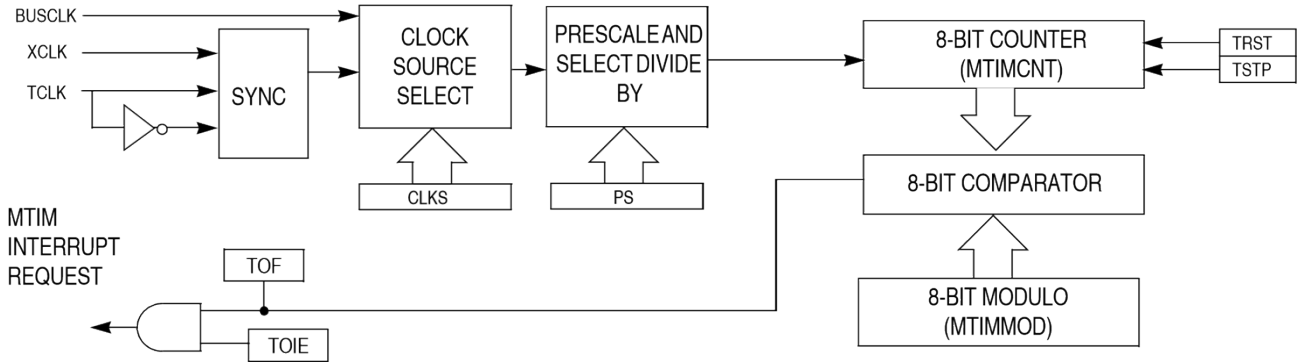 BUSCLK
XCLK
TCLK
SYNC
CLOCK
SOURCE
SELECT
PRESCALE AND
SELECT DIVIDE
BY
8-BIT COUNTER
(MTIMCNT)
TRST
TSTP
CLKS
PS
8-BIT COMPARATOR
MTIM
INTERRUPT
REQUEST
TOF
TOIE
8-BIT MODULO
(MTIMMOD)